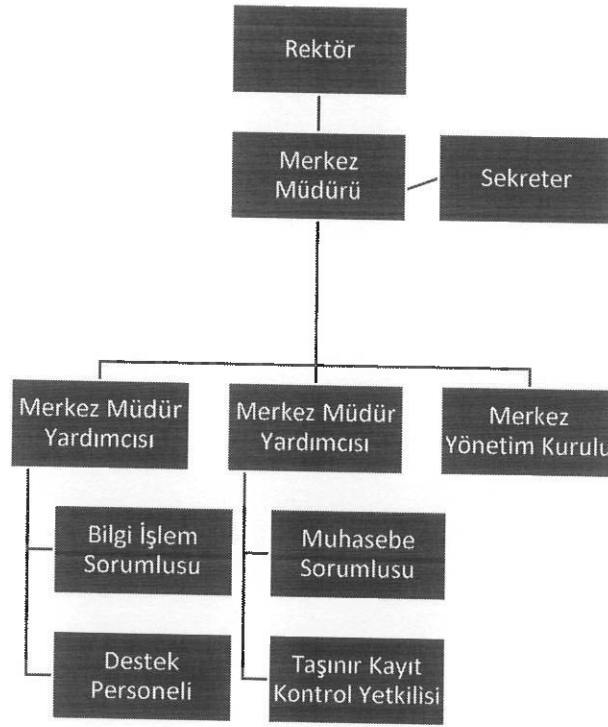 Rektör
Merkez
Müdürü
Sekreter
Merkez Müdür
Yardımcısı
Merkez Müdür
Yardımcısı
Merkez
Yönetim Kurulu
Bilgi İşlem
Sorumlusu
Muhasebe
Sorumlusu
Destek
Personeli
Taşınır Kayıt
Kontrol Yetkilisi